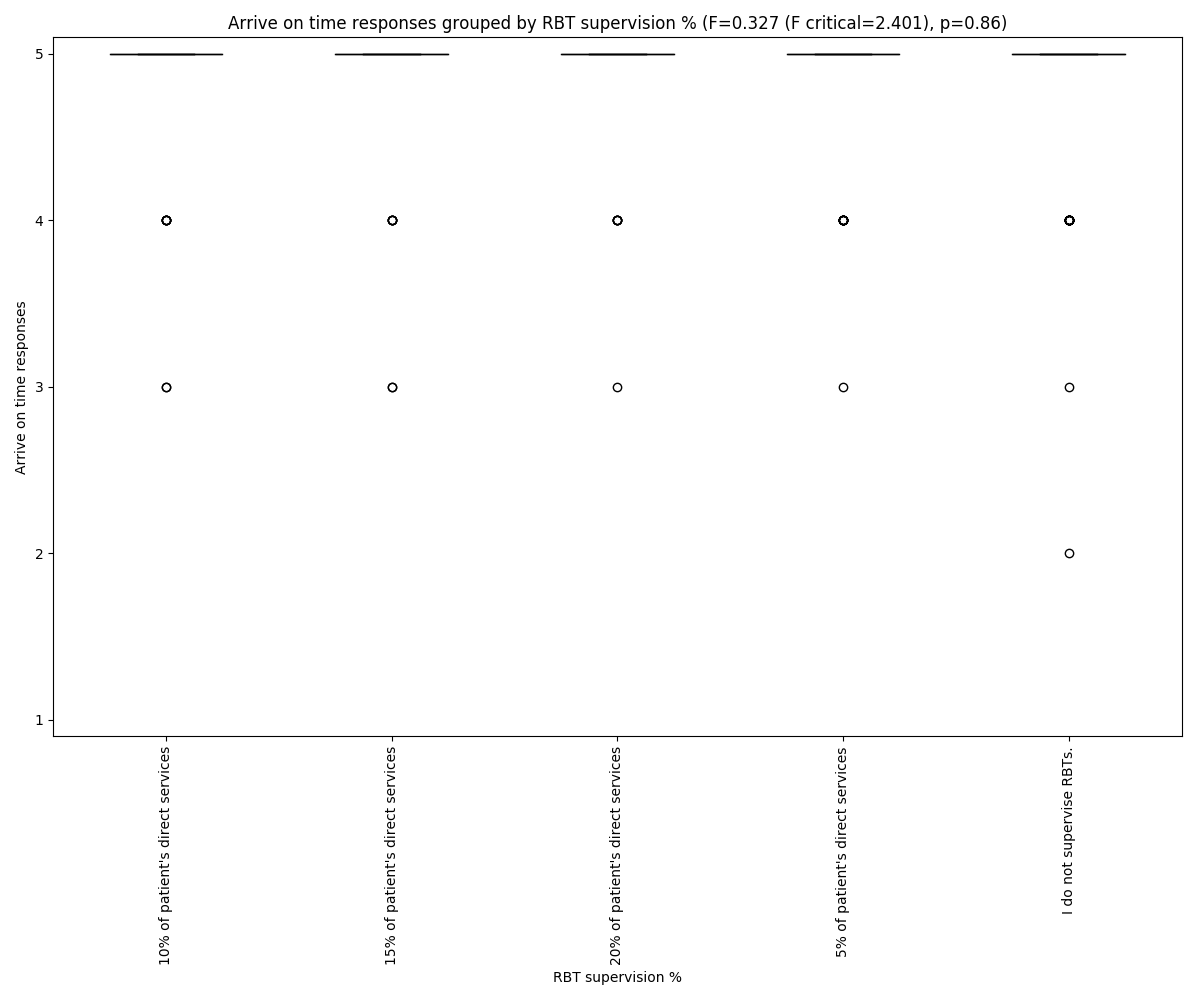 Arrive on time responses grouped by RBT supervision % (F=0.327 (F critical=2.401), p=0.86)
5
4
3
2
1
Arrive on time responses
10% of patient's direct services
15% of patient's direct services
20% of patient's direct services
5% of patient's direct services
I do not supervise RBTs.
RBT supervision %